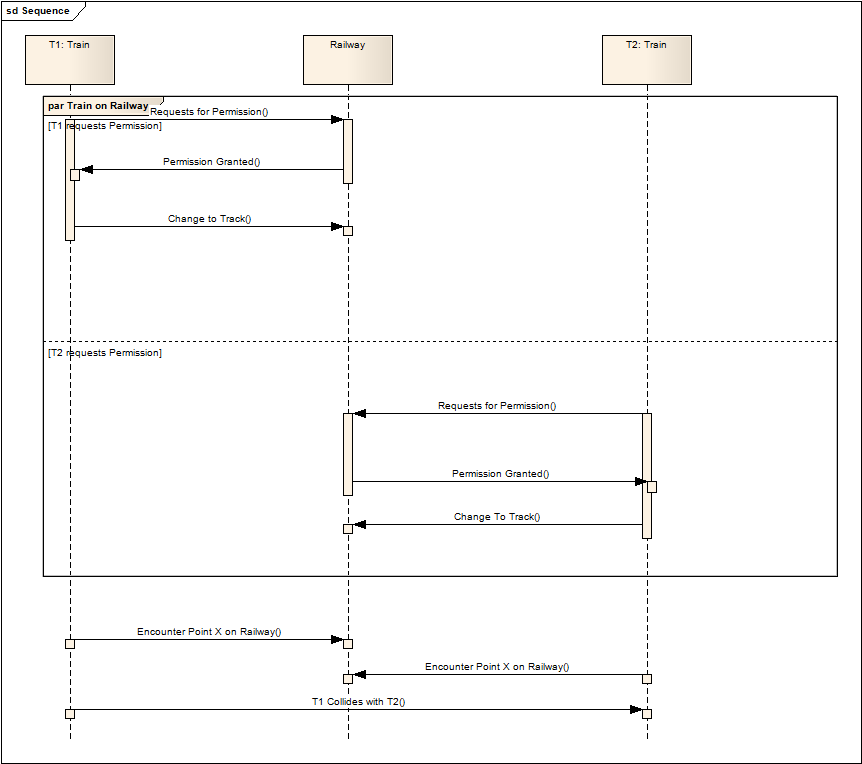 sd Sequence
T1: Train
Railway
T2: Train
par Train on Railway
Requests for Permission()
[T1 requests Permission]
Permission Granted()
Change to Track()
[T2 requests Permission]
Requests for Permission()
Permission Granted()
Change To Track()
Encounter Point X on Railway()
Encounter Point X on Railway()
T1 Collides with T2()